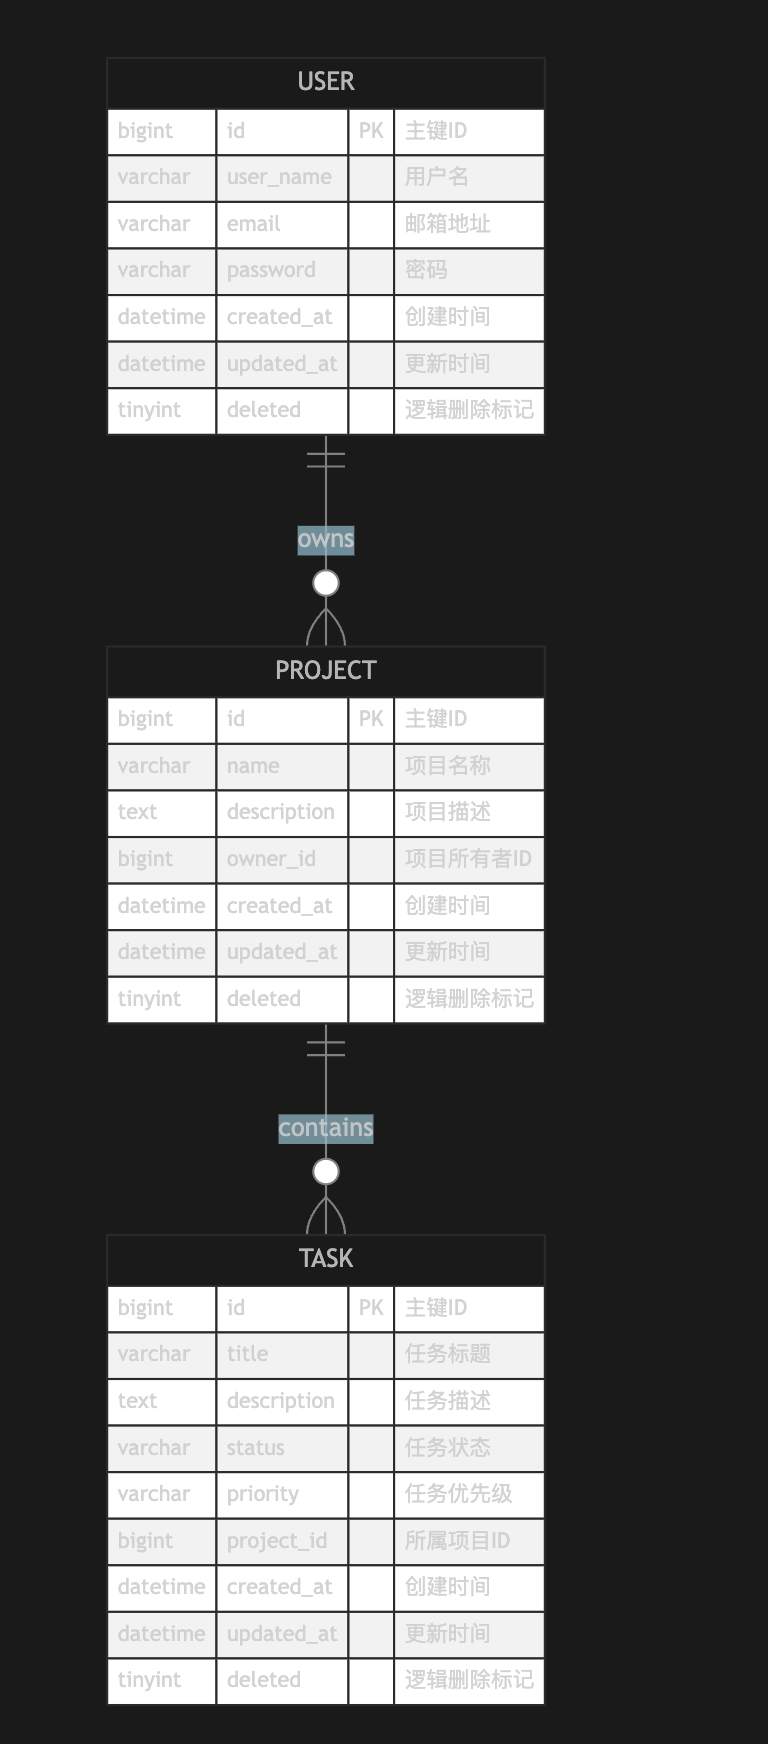 USER
bigint id PK 主键ID
varchar user_name 用户名
varchar email 邮箱地址
varchar password 密码
datetime created_at 创建时间
datetime updated_at 更新时间
tinyint deleted 逻辑删除标记
owns
PROJECT
bigint id PK 主键ID
varchar name 项目名称
text description 项目描述
bigint owner_id 项目所有者ID
datetime created_at 创建时间
datetime updated_at 更新时间
tinyint deleted 逻辑删除标记
contains
TASK
bigint id PK 主键ID
varchar title 任务标题
text description 任务描述
varchar status 任务状态
varchar priority 任务优先级
bigint project_id 所属项目ID
datetime created_at 创建时间
datetime updated_at 更新时间
tinyint deleted 逻辑删除标记